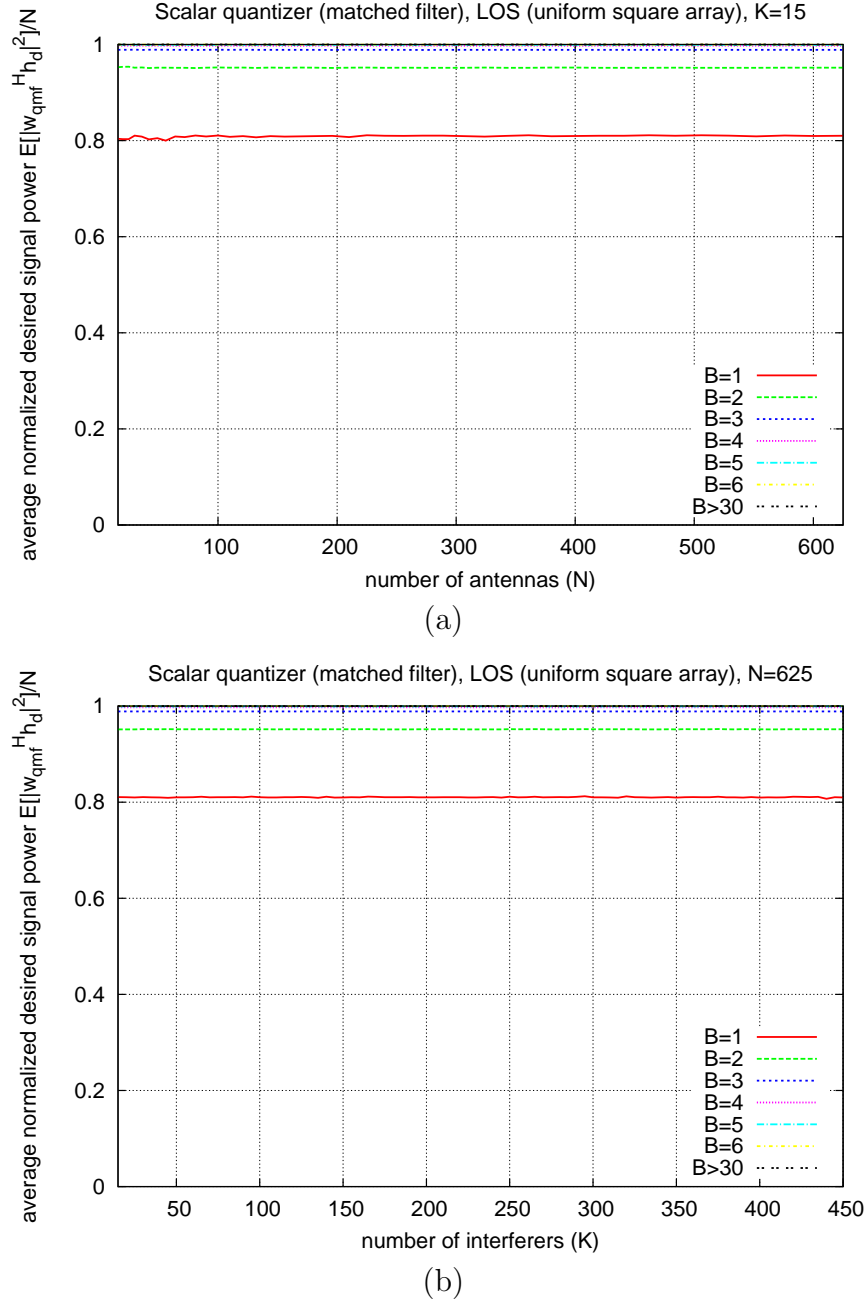 Scalar quantizer (matched filter), LOS (uniform square array), K=15
average normalized desired signal power E[|w_qmf^H h_d|^2]/N
1
0.8
0.6
0.4
0.2
0
B=1
B=2
B=3
B=4
B=5
B=6
B>30
100 200 300 400 500 600
number of antennas (N)
(a)
Scalar quantizer (matched filter), LOS (uniform square array), N=625
average normalized desired signal power E[|w_qmf^H h_d|^2]/N
1
0.8
0.6
0.4
0.2
0
B=1
B=2
B=3
B=4
B=5
B=6
B>30
50 100 150 200 250 300 350 400 450
number of interferers (K)
(b)